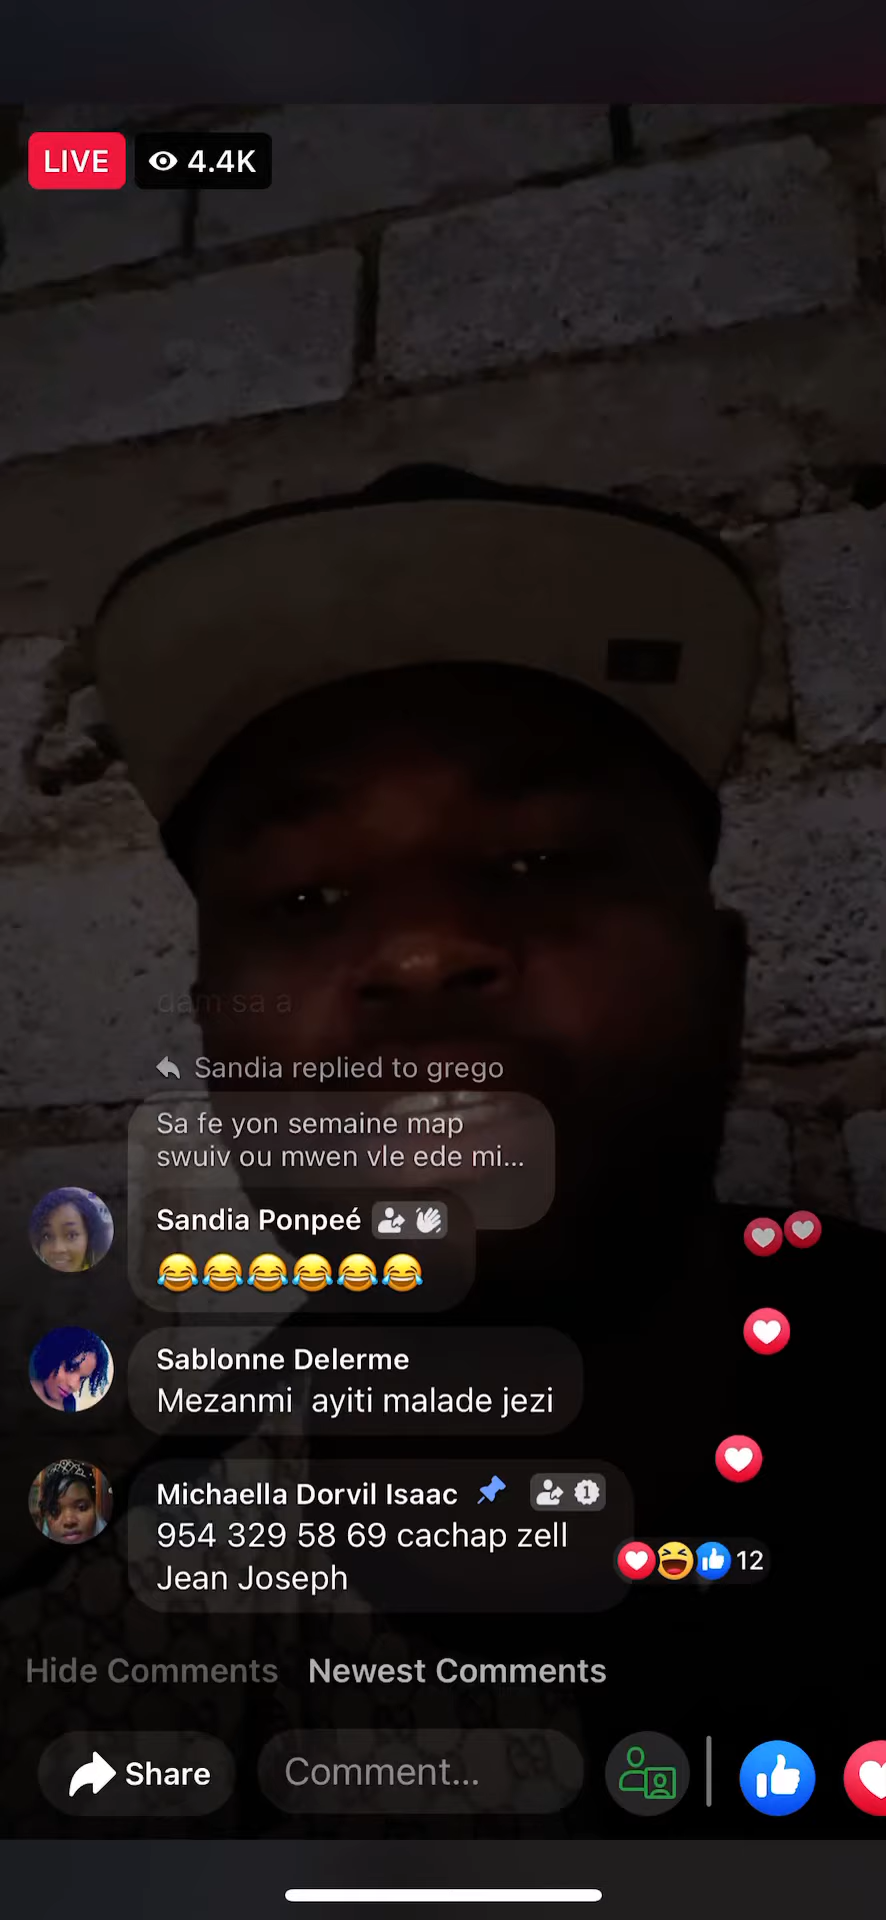 LIVE 4.4K
dam sa a
Sandia replied to grego
Sa fe yon semaine map
swuiv ou mwen vle ede mi...
Sandia Ponpeé
😂😂😂😂😂😂
Sablonne Delerme
Mezanmi  ayiti malade jezi
Michaella Dorvil Isaac
954 329 58 69 cachap zell
Jean Joseph
12
Hide Comments Newest Comments
Share Comment...